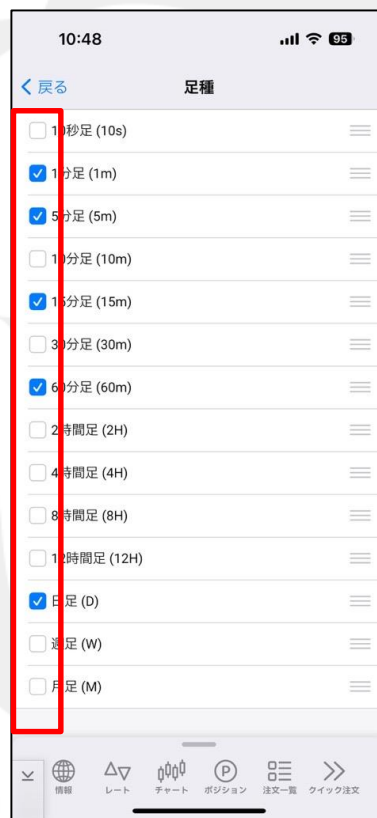 10:48
95
戻る
足種
10秒足 (10s)
1分足 (1m)
5分足 (5m)
10分足 (10m)
15分足 (15m)
30分足 (30m)
60分足 (60m)
2時間足 (2H)
4時間足 (4H)
8時間足 (8H)
12時間足 (12H)
日足 (D)
週足 (W)
月足 (M)
情報 レート チャート ポジション 注文一覧 クイック注文